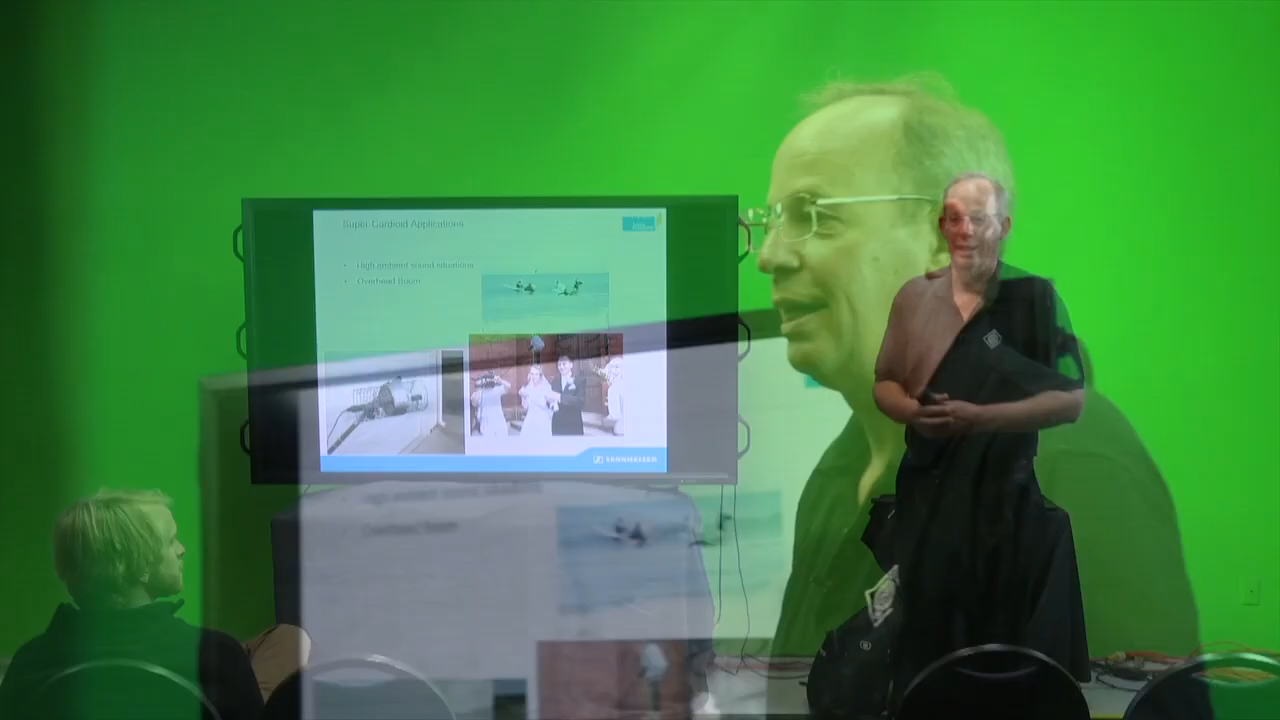 Super-Cardioid Applications
High ambient sound situations
Overhead Boom
SENNHEISER